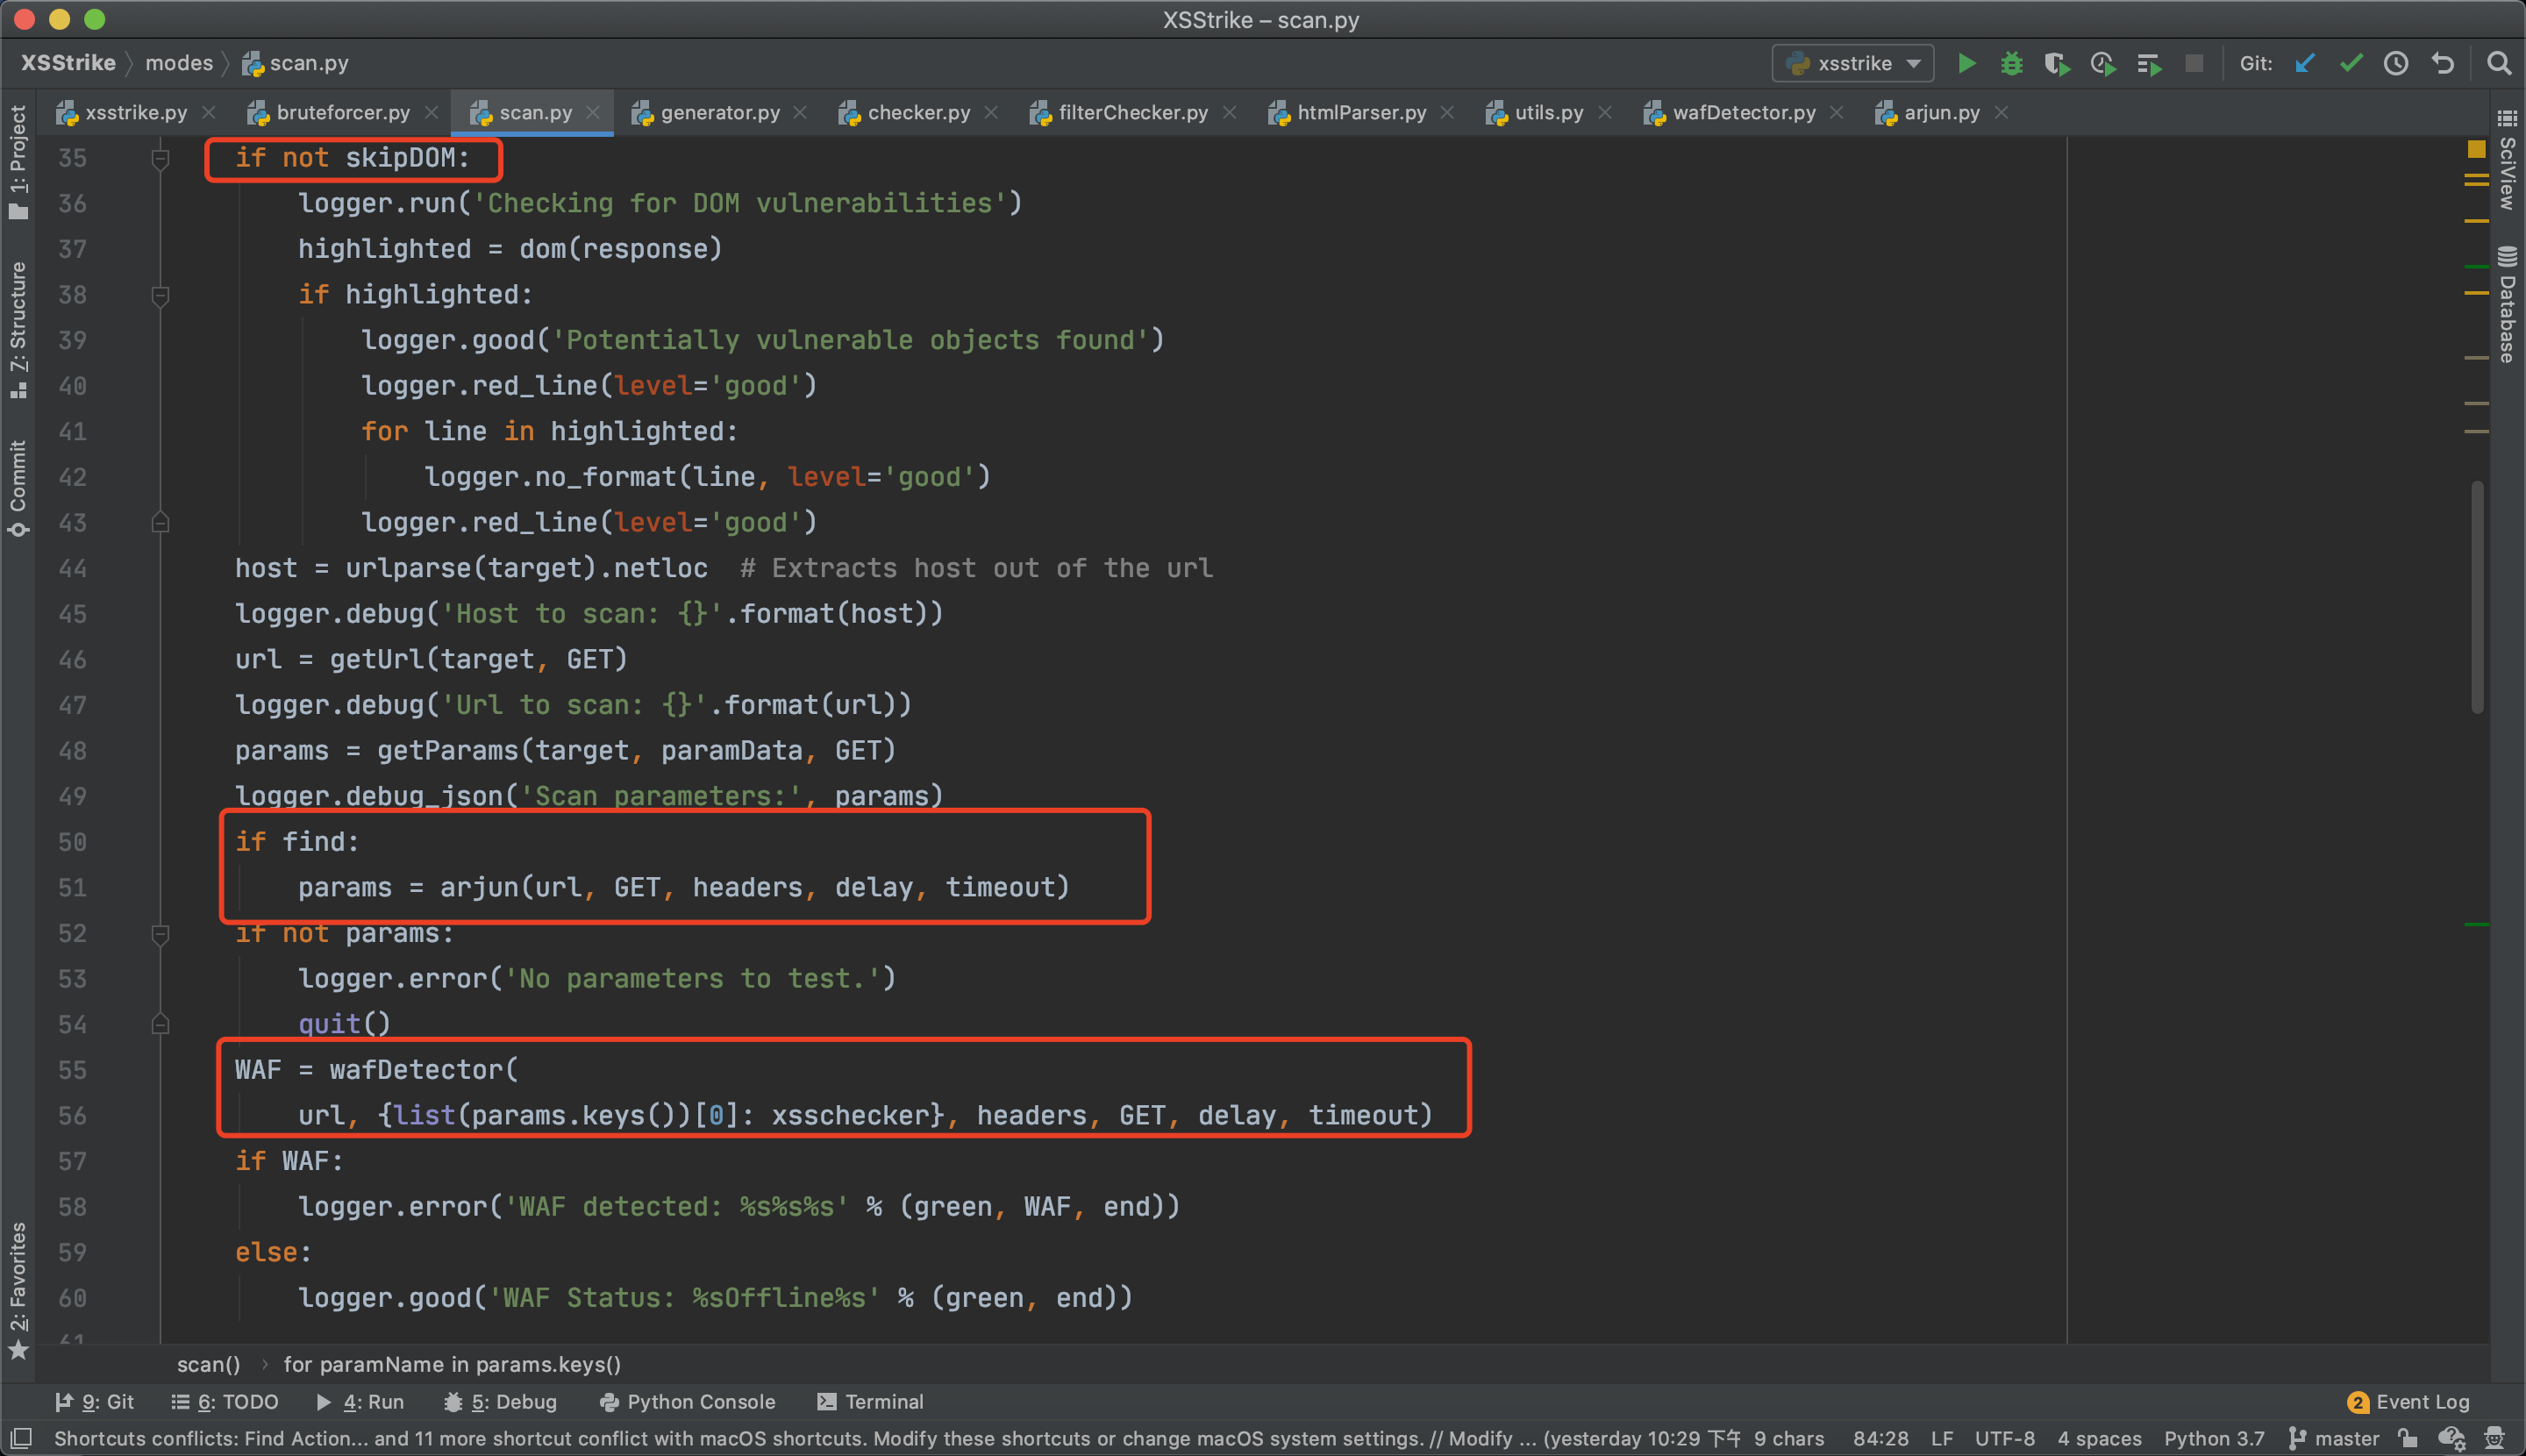 XSStrike – scan.py
XSStrike modes scan.py xsstrike Git:
xsstrike.py bruteforcer.py scan.py generator.py checker.py filterChecker.py htmlParser.py utils.py wafDetector.py arjun.py
1: Project
Z: Structure
Commit
2: Favorites
SciView
Database
35 if not skipDOM:
36 logger.run('Checking for DOM vulnerabilities')
37 highlighted = dom(response)
38 if highlighted:
39 logger.good('Potentially vulnerable objects found')
40 logger.red_line(level='good')
41 for line in highlighted:
42 logger.no_format(line, level='good')
43 logger.red_line(level='good')
44 host = urlparse(target).netloc  # Extracts host out of the url
45 logger.debug('Host to scan: {}'.format(host))
46 url = getUrl(target, GET)
47 logger.debug('Url to scan: {}'.format(url))
48 params = getParams(target, paramData, GET)
49 logger.debug_json('Scan parameters:', params)
50 if find:
51 params = arjun(url, GET, headers, delay, timeout)
52 if not params:
53 logger.error('No parameters to test.')
54 quit()
55 WAF = wafDetector(
56 url, {list(params.keys())[0]: xsschecker}, headers, GET, delay, timeout)
57 if WAF:
58 logger.error('WAF detected: %s%s%s' % (green, WAF, end))
59 else:
60 logger.good('WAF Status: %sOffline%s' % (green, end))
61
scan() › for paramName in params.keys()
9: Git 6: TODO 4: Run 5: Debug Python Console Terminal 2 Event Log
Shortcuts conflicts: Find Action... and 11 more shortcut conflict with macOS shortcuts. Modify these shortcuts or change macOS system settings. // Modify ... (yesterday 10:29 下午 9 chars 84:28 LF UTF-8 4 spaces Python 3.7 master